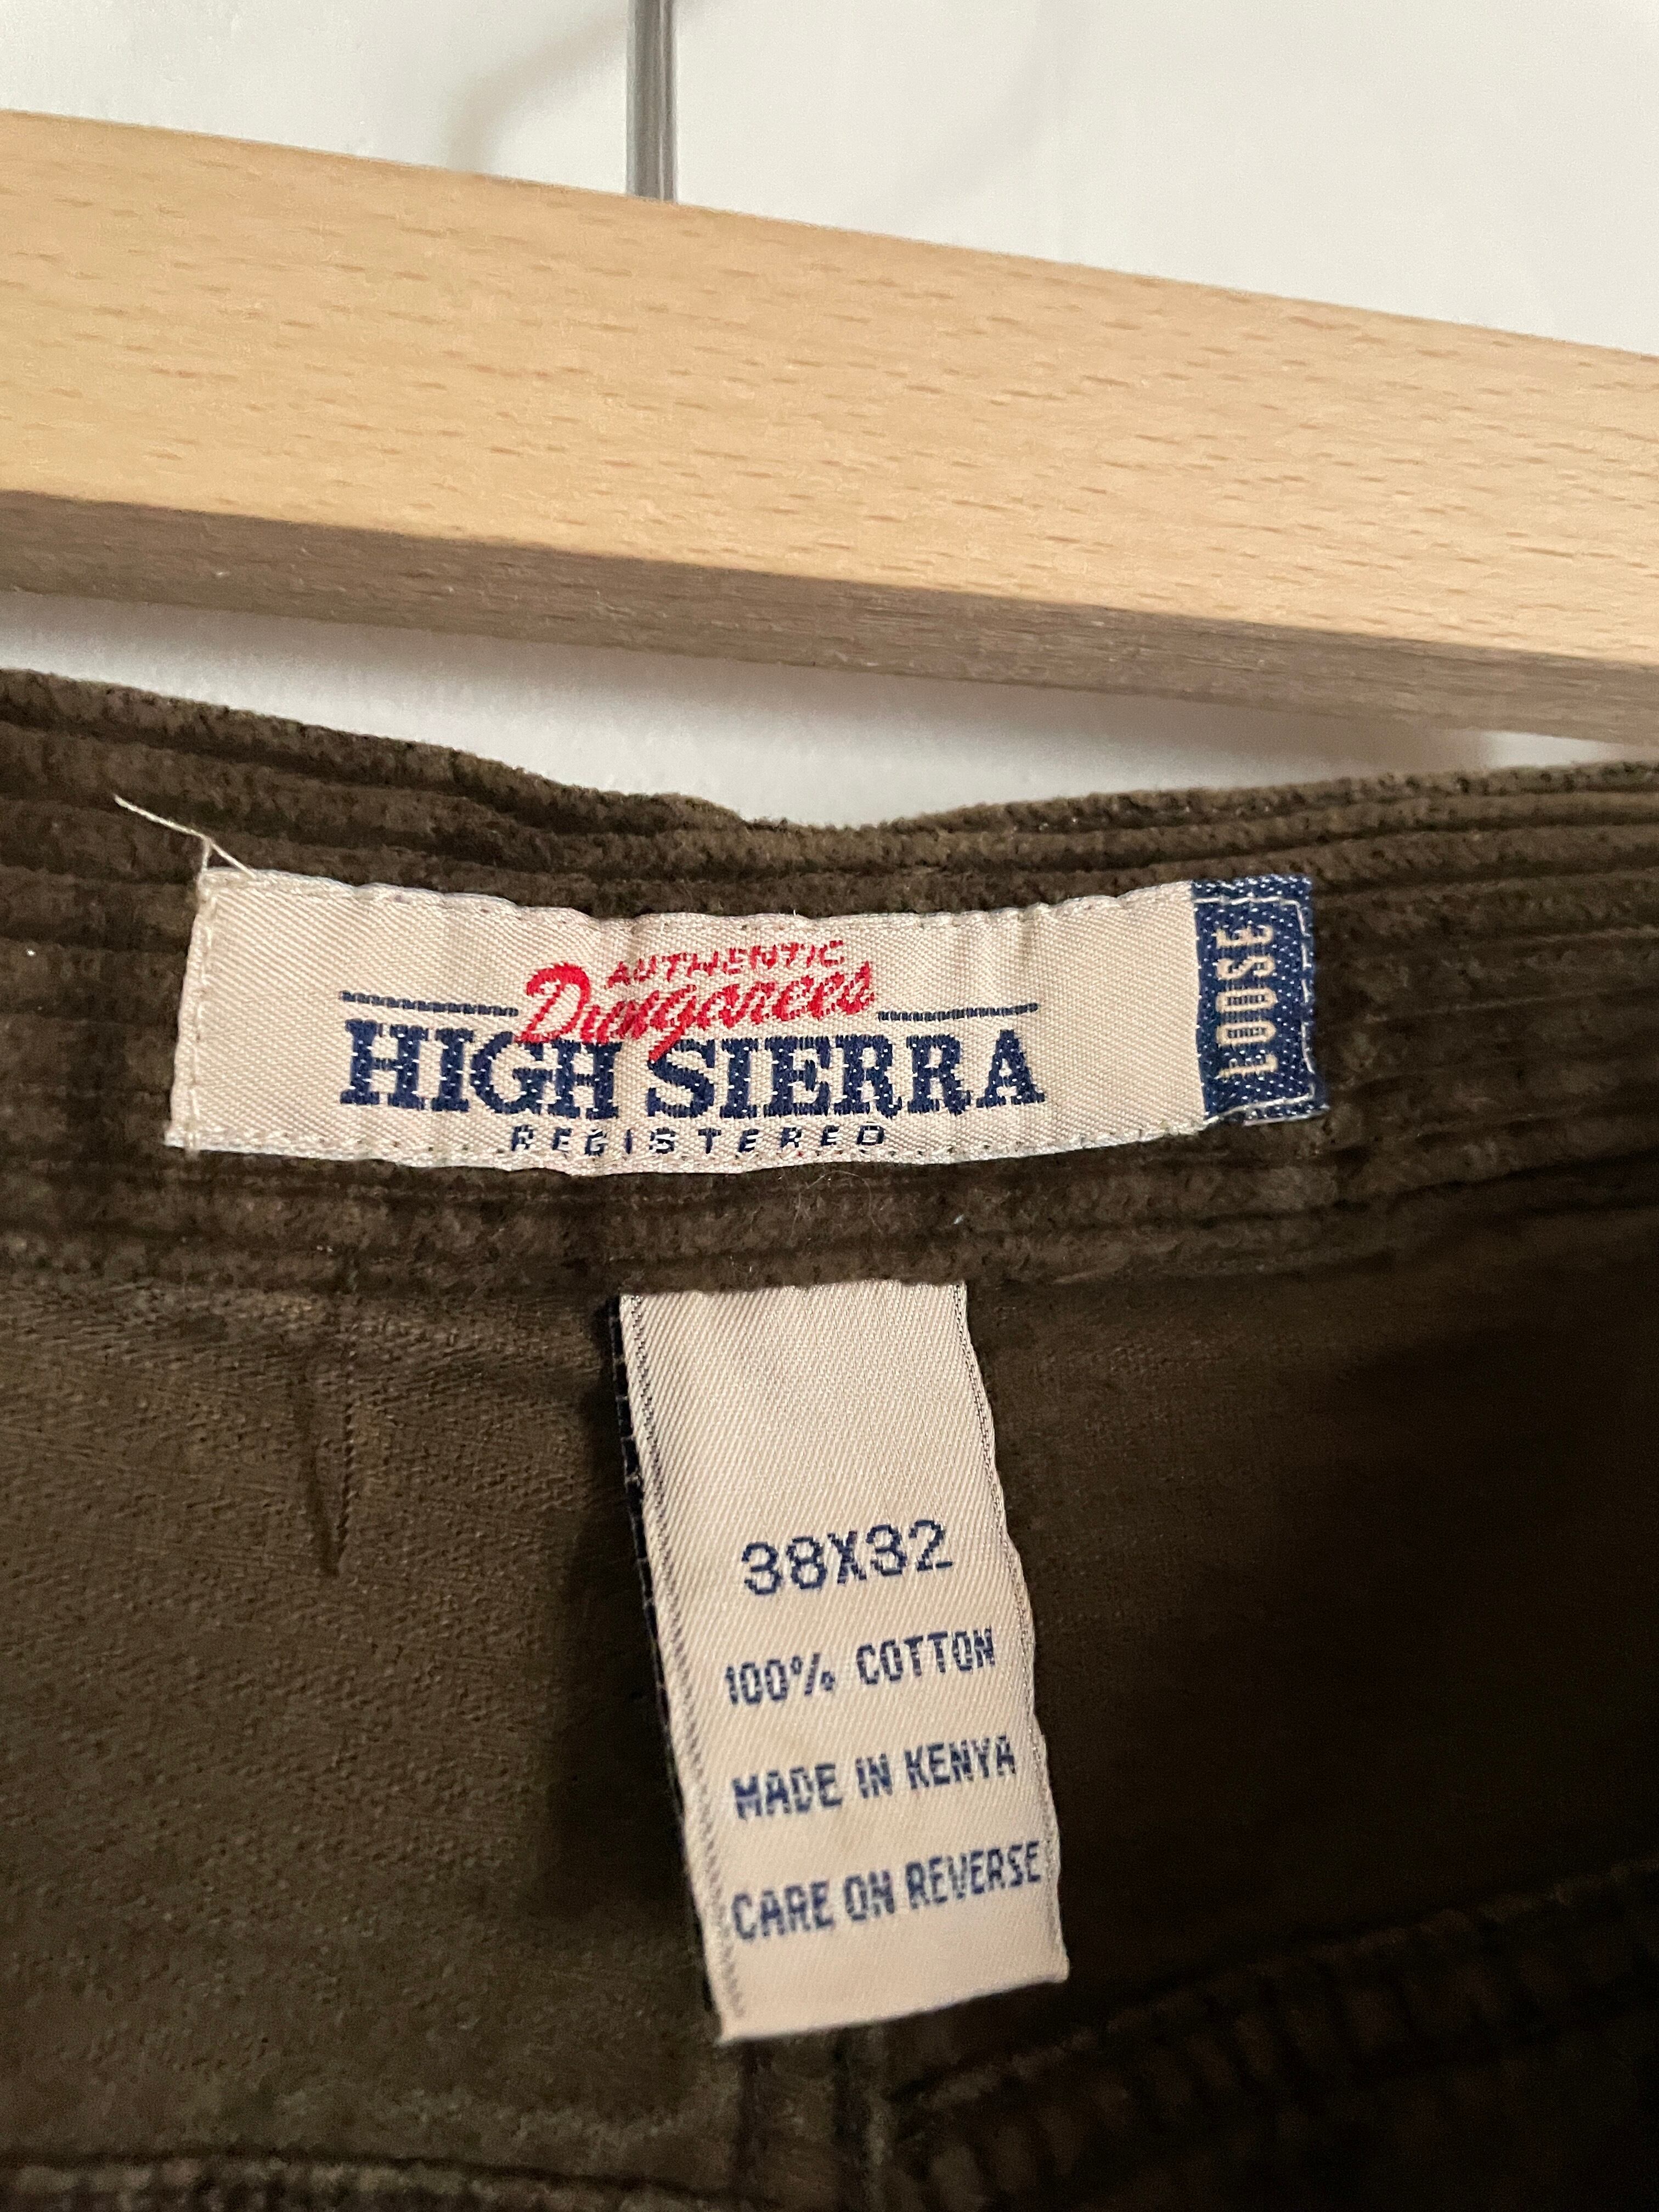 AUTHENTIC
Dungarees
HIGH SIERRA
REGISTERED
LOOSE
38X32
100% COTTON
MADE IN KENYA
CARE ON REVERSE